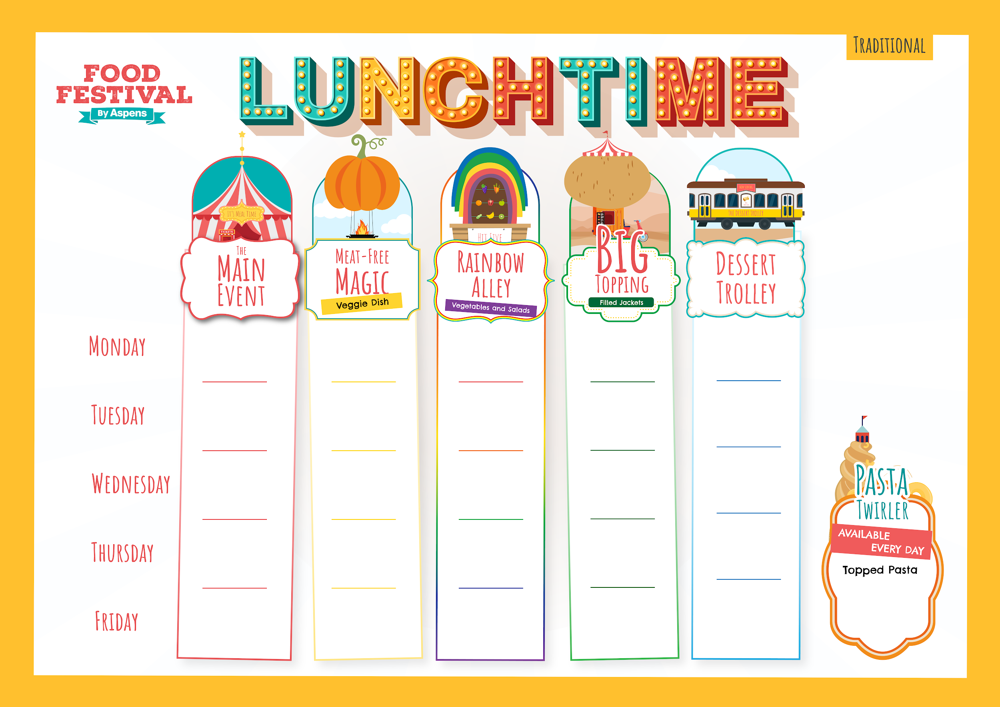 TRADITIONAL
FOOD
FESTIVAL
By Aspens
LUNCHTIME
IT'S MEAL TIME
TICKETS
THE
MAIN
EVENT
MEAT-FREE
MAGIC
Veggie Dish
HIT FIVE
RAINBOW
ALLEY
Vegetables and Salads
BIG
TOPPING
Filled Jackets
NOW SERVING
THE DESSERT TROLLEY
DESSERT
TROLLEY
MONDAY
TUESDAY
WEDNESDAY
THURSDAY
FRIDAY
PASTA
TWIRLER
AVAILABLE
EVERY DAY
Topped Pasta